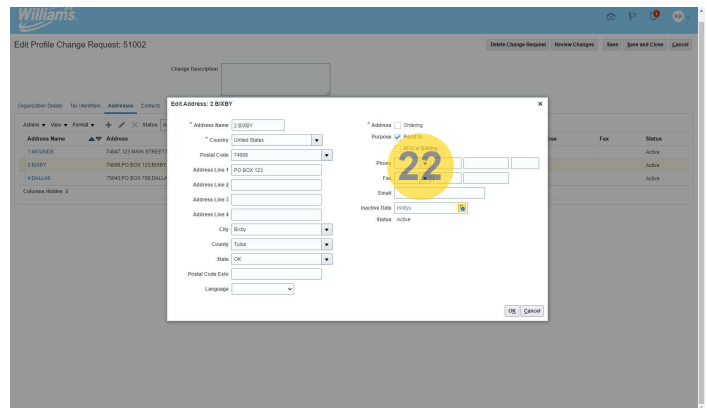 Williams.
RR
Edit Profile Change Request: 51002
Delete Change Request Review Changes Save Save and Close Cancel
Change Description
Organization Details Tax Identifiers Addresses Contacts
Actions View Format Status A
Address Name Address Fax Status
1 MOUNDS 74047,123 MAIN STREET, Active
2 BIXBY 74008,PO BOX 123,BIXBY Active
4 DALLAS 75043,PO BOX 789,DALLA Active
Columns Hidden 3
Edit Address: 2 BIXBY ×
* Address Name 2 BIXBY
* Country United States
Postal Code 74008
Address Line 1 PO BOX 123
Address Line 2
Address Line 3
Address Line 4
City Bixby
County Tulsa
State OK
Postal Code Extn
Language
* Address Purpose Ordering
Remit to
RFQ or Bidding
22
Phone
Fax
Email
Inactive Date m/d/yy
Status Active
OK Cancel